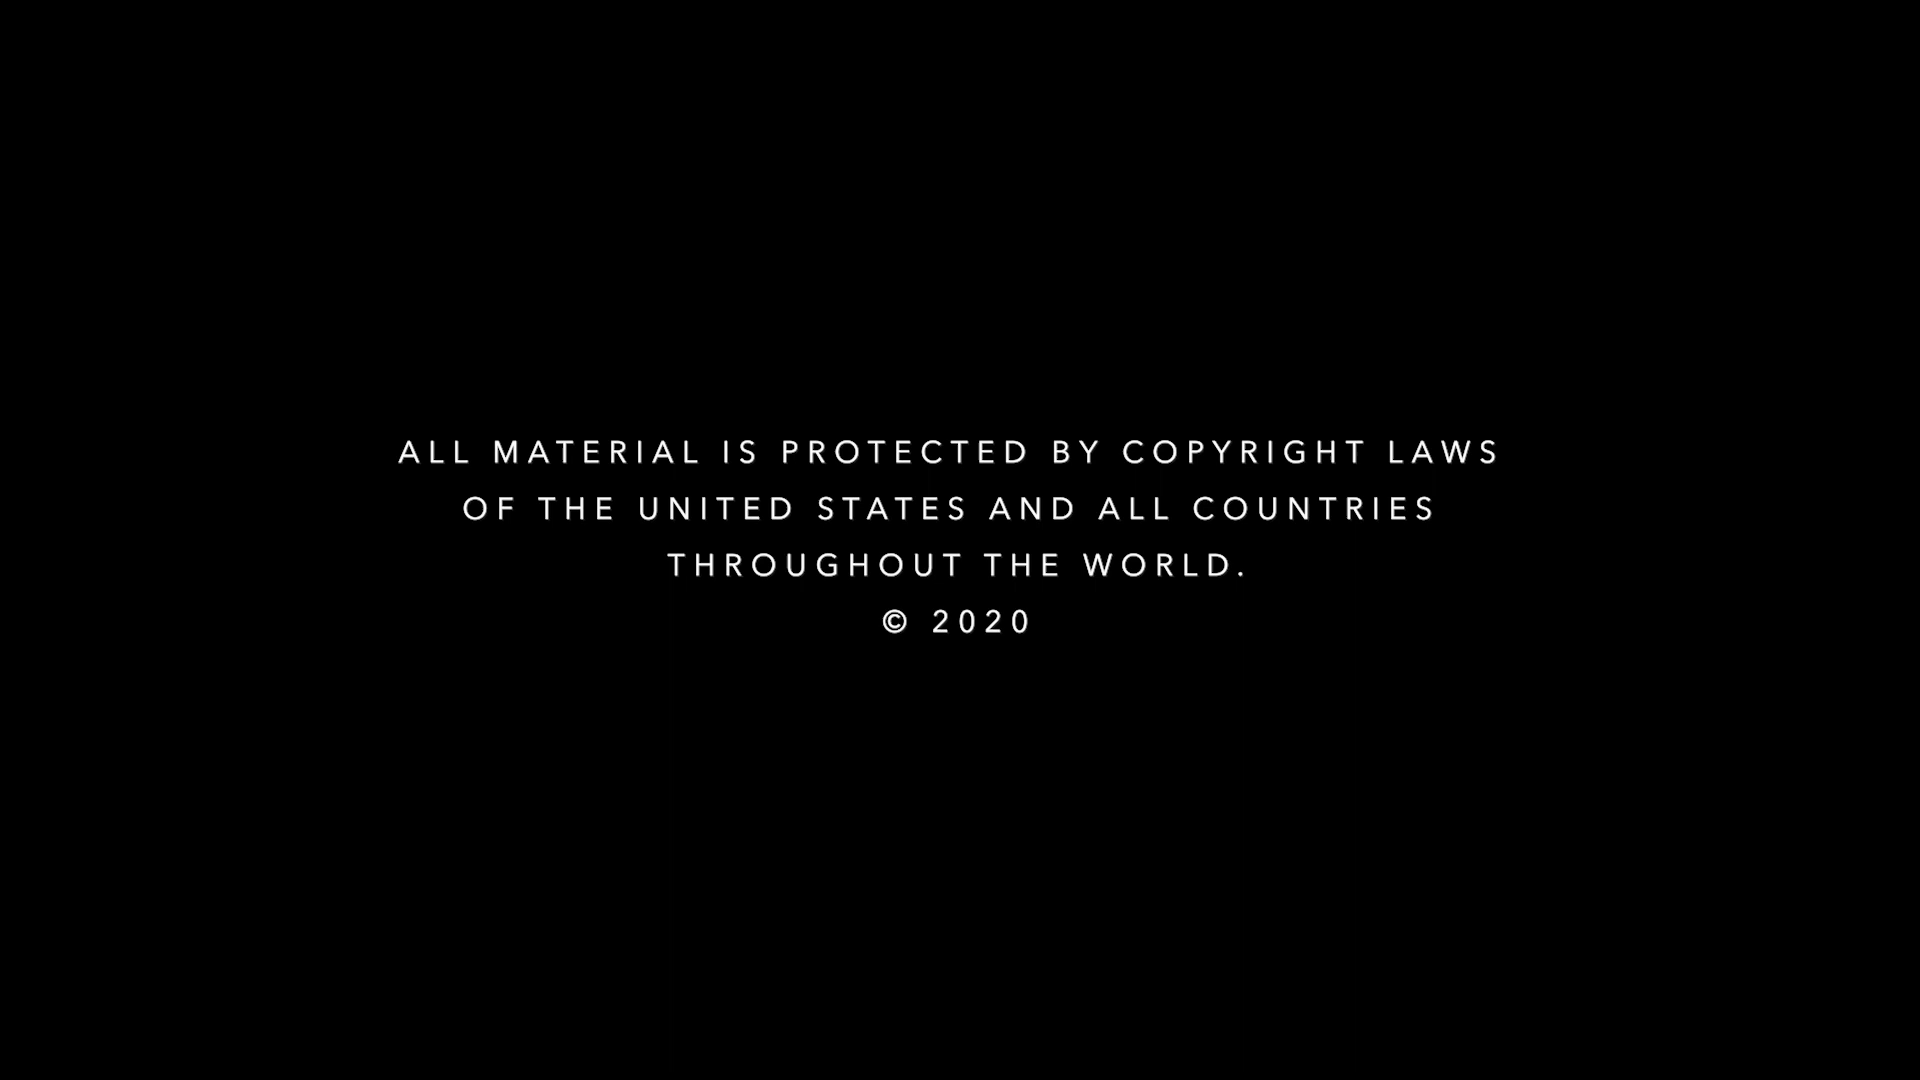 ALL MATERIAL IS PROTECTED BY COPYRIGHT LAWS
OF THE UNITED STATES AND ALL COUNTRIES
THROUGHOUT THE WORLD.
© 2020